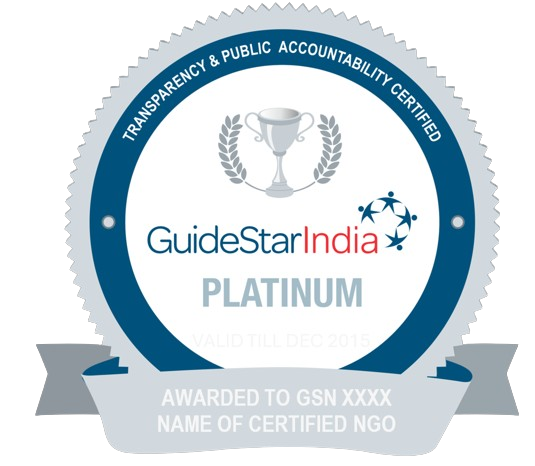 TRANSPARENCY & PUBLIC ACCOUNTABILITY CERTIFIED
GuideStarIndia
PLATINUM
VALID TILL DEC 2015
AWARDED TO GSN XXXX
NAME OF CERTIFIED NGO